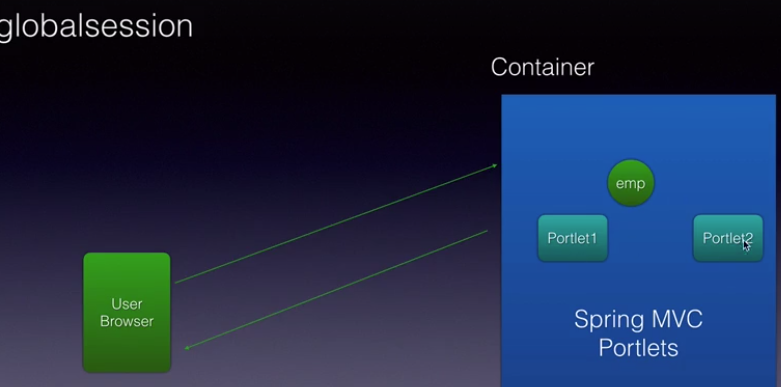 globalsession
Container
emp
Portlet1
Portlet2
User
Browser
Spring MVC
Portlets